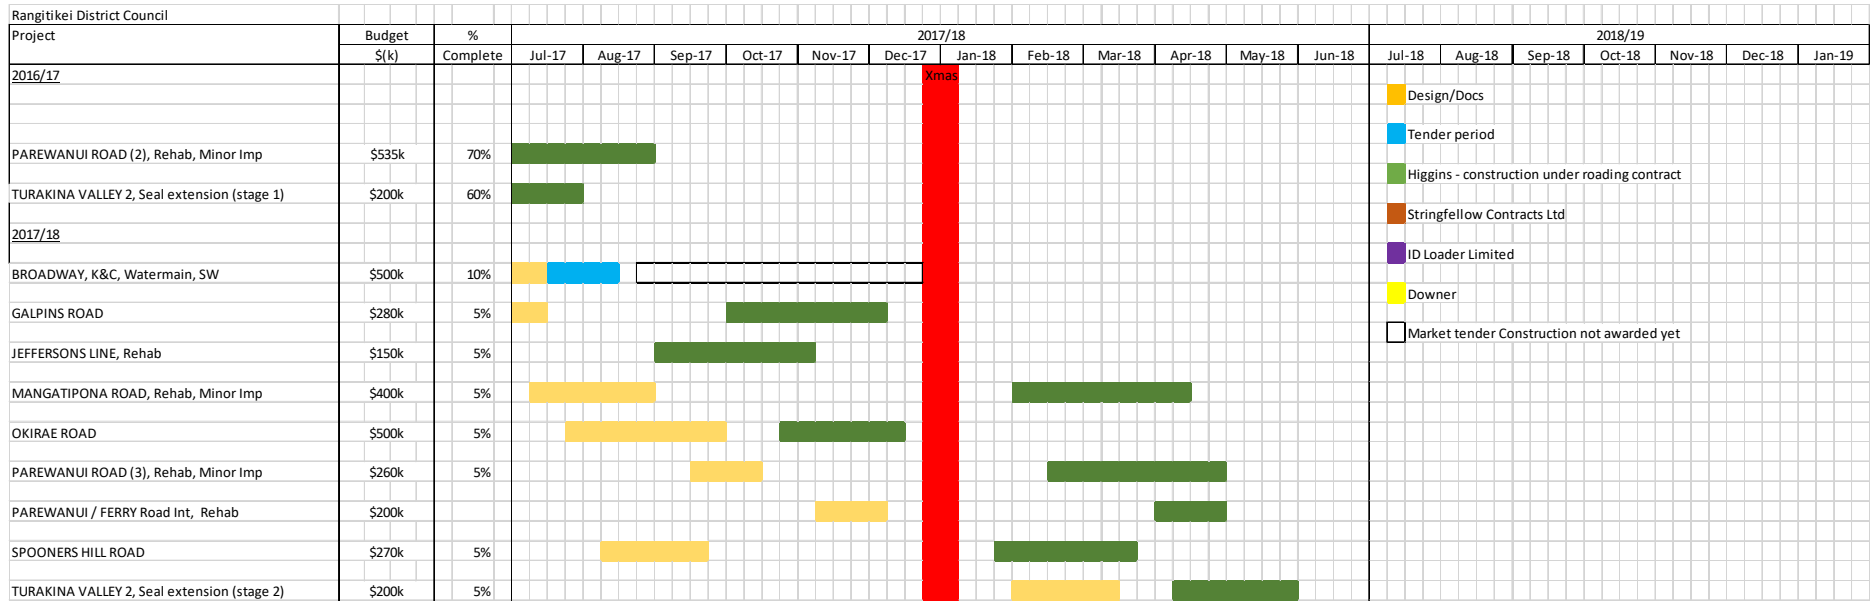 Rangitikei District Council
Project Budget % 2017/18 2018/19
$(k) Complete Jul-17 Aug-17 Sep-17 Oct-17 Nov-17 Dec-17 Jan-18 Feb-18 Mar-18 Apr-18 May-18 Jun-18 Jul-18 Aug-18 Sep-18 Oct-18 Nov-18 Dec-18 Jan-19
2016/17 Xmas
Design/Docs
Tender period
PAREWANUI ROAD (2), Rehab, Minor Imp $535k 70%
Higgins - construction under roading contract
TURAKINA VALLEY 2, Seal extension (stage 1) $200k 60%
Stringfellow Contracts Ltd
2017/18
ID Loader Limited
BROADWAY, K&C, Watermain, SW $500k 10%
Downer
GALPINS ROAD $280k 5%
Market tender Construction not awarded yet
JEFFERSONS LINE, Rehab $150k 5%
MANGATIPONA ROAD, Rehab, Minor Imp $400k 5%
OKIRAE ROAD $500k 5%
PAREWANUI ROAD (3), Rehab, Minor Imp $260k 5%
PAREWANUI / FERRY Road Int, Rehab $200k
SPOONERS HILL ROAD $270k 5%
TURAKINA VALLEY 2, Seal extension (stage 2) $200k 5%